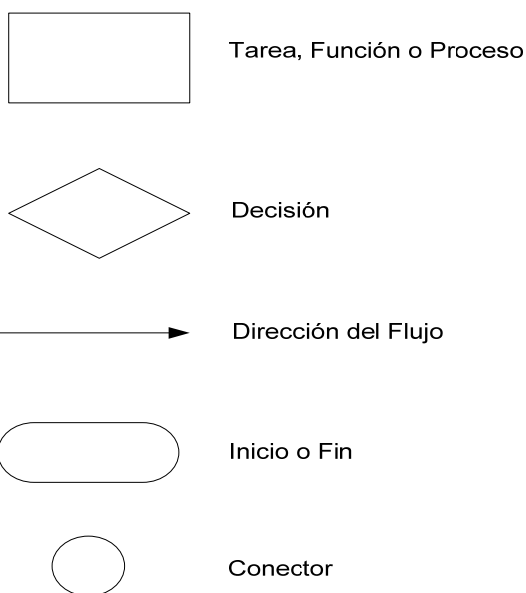 Tarea, Función o Proceso
Decisión
Dirección del Flujo
Inicio o Fin
Conector